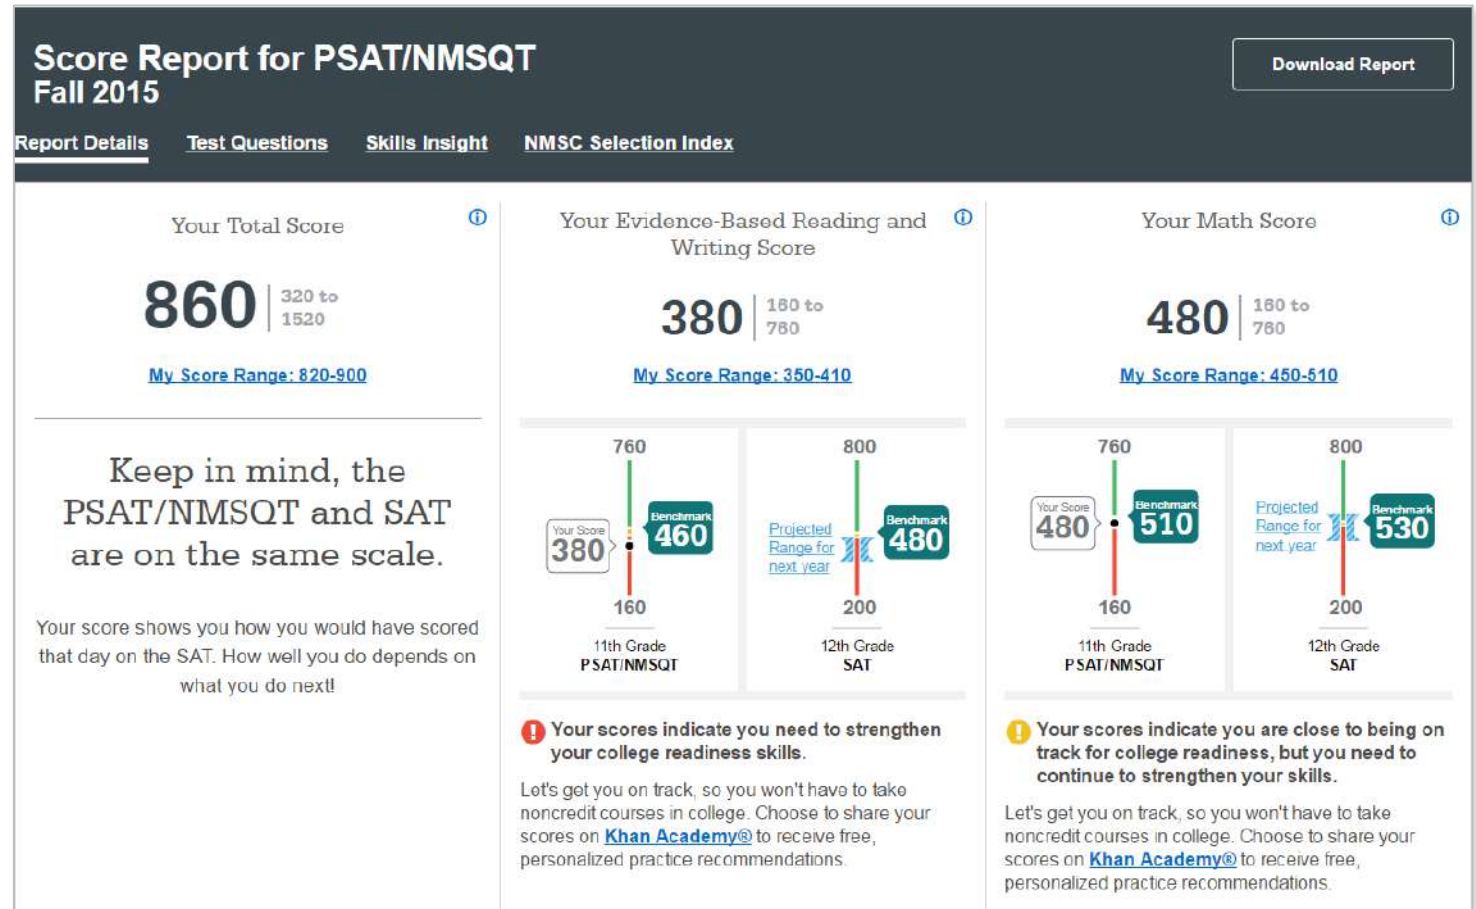 Score Report for PSAT/NMSQT
Fall 2015
Download Report
Report Details
Test Questions
Skills Insight
NMSC Selection Index
Your Total Score
860
320 to
1520
My Score Range: 820-900
Keep in mind, the
PSAT/NMSQT and SAT
are on the same scale.
Your score shows you how you would have scored
that day on the SAT. How well you do depends on
what you do next!
Your Evidence-Based Reading and
Writing Score
380
160 to
760
My Score Range: 350-410
760
Your Score
380
Benchmark
460
160
11th Grade
PSAT/NMSQT
800
Projected
Range for
next year
Benchmark
480
200
12th Grade
SAT
Your scores indicate you need to strengthen
your college readiness skills.
Let's get you on track, so you won't have to take
noncredit courses in college. Choose to share your
scores on Khan Academy® to receive free,
personalized practice recommendations.
Your Math Score
480
160 to
760
My Score Range: 450-510
760
Your Score
480
Benchmark
510
160
11th Grade
PSAT/NMSQT
800
Projected
Range for
next year
Benchmark
530
200
12th Grade
SAT
Your scores indicate you are close to being on
track for college readiness, but you need to
continue to strengthen your skills.
Let's get you on track, so you won't have to take
noncredit courses in college. Choose to share your
scores on Khan Academy® to receive free,
personalized practice recommendations.